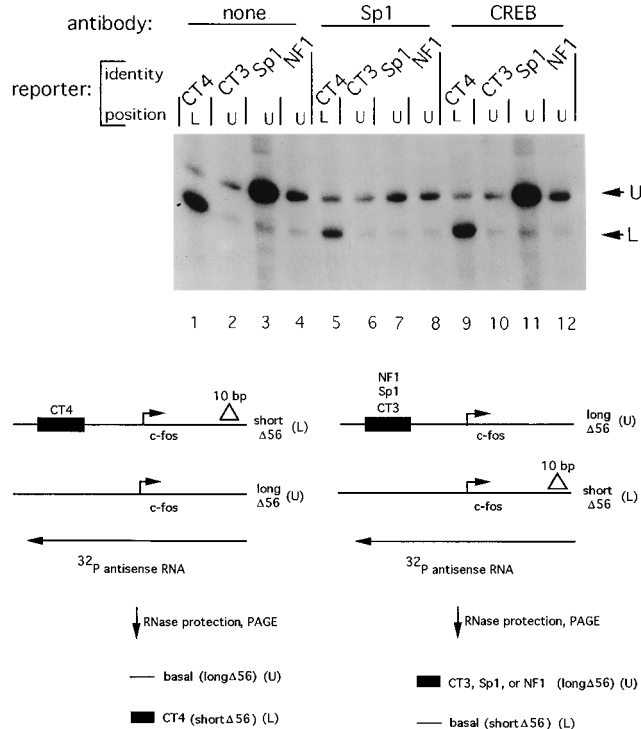 antibody: none Sp1 CREB
reporter: identity CT4 CT3 Sp1 NF1 CT4 CT3 Sp1 NF1 CT4 CT3 Sp1 NF1
position L U U U L U U U L U U U
U
L
1 2 3 4 5 6 7 8 9 10 11 12
CT4
10 bp
c-fos
short Δ56 (L)
c-fos
long Δ56 (U)
32P antisense RNA
RNase protection, PAGE
basal (longΔ56) (U)
CT4 (shortΔ56) (L)
NF1
Sp1
CT3
c-fos
long Δ56 (U)
10 bp
c-fos
short Δ56 (L)
32P antisense RNA
RNase protection, PAGE
CT3, Sp1, or NF1 (longΔ56) (U)
basal (shortΔ56) (L)